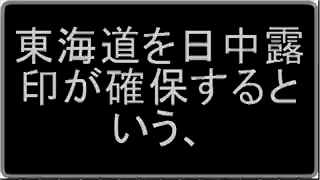 東海道を日中露
印が確保すると
いう、